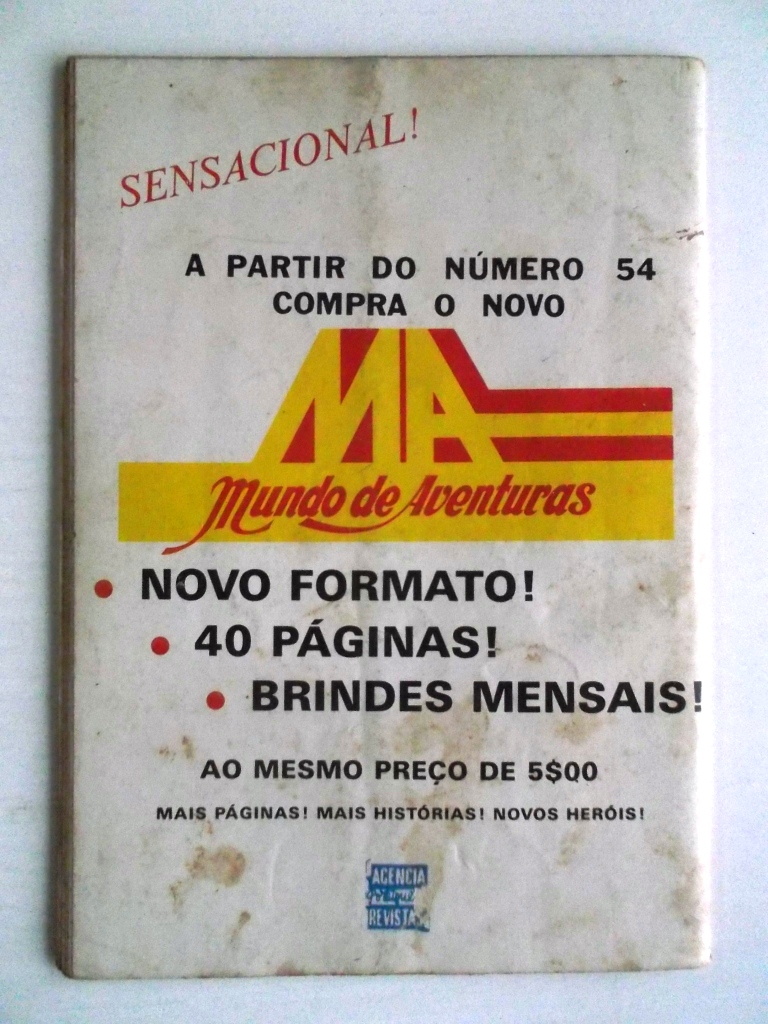 SENSACIONAL!
A PARTIR DO NÚMERO 54
COMPRA O NOVO
MA
Mundo de Aventuras
• NOVO FORMATO!
• 40 PÁGINAS!
• BRINDES MENSAIS!
AO MESMO PREÇO DE 5$00
MAIS PÁGINAS! MAIS HISTÓRIAS! NOVOS HERÓIS!
AGENCIA
REVISTAS